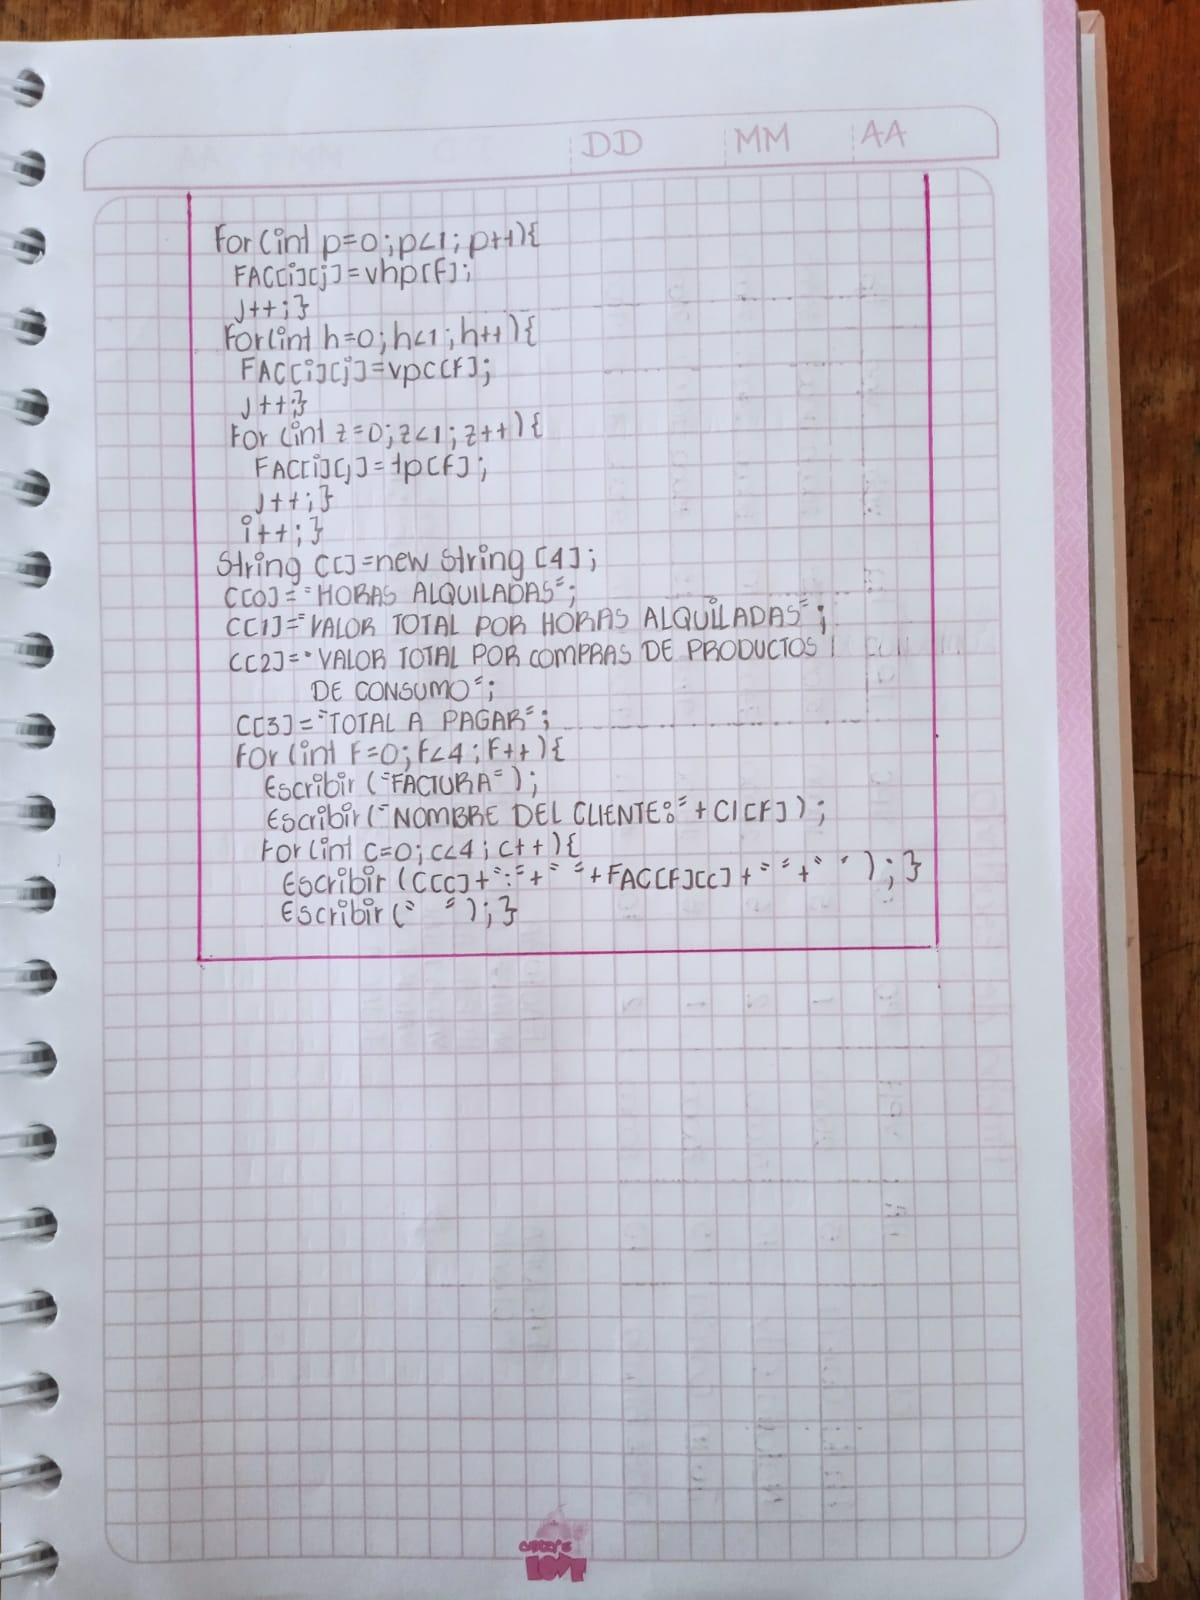 DD MM AA
For (int p=0; p<1; p++){
FAC[i][j]=vhp[f];
J++;}
For(int h=0; h<1; h++){
FAC[i][j]=vpc[f];
J++;}
For (int z=0; z<1; z++){
FAC[i][j]=tp[f];
J++;}
i++;}
String C[]=new String [4];
C[0]="HORAS ALQUILADAS";
C[1]="VALOR TOTAL POR HORAS ALQUILADAS";
C[2]="VALOR TOTAL POR COMPRAS DE PRODUCTOS
DE CONSUMO";
C[3]="TOTAL A PAGAR";
For (int F=0; F<4; F++){
Escribir ("FACTURA");
Escribir ("NOMBRE DEL CLIENTE:"+CI[F]);
For (int c=0; c<4; c++){
Escribir (C[c]+":"+" "+FAC[F][c]+" "+" ");}
Escribir (" ");}
LOVE